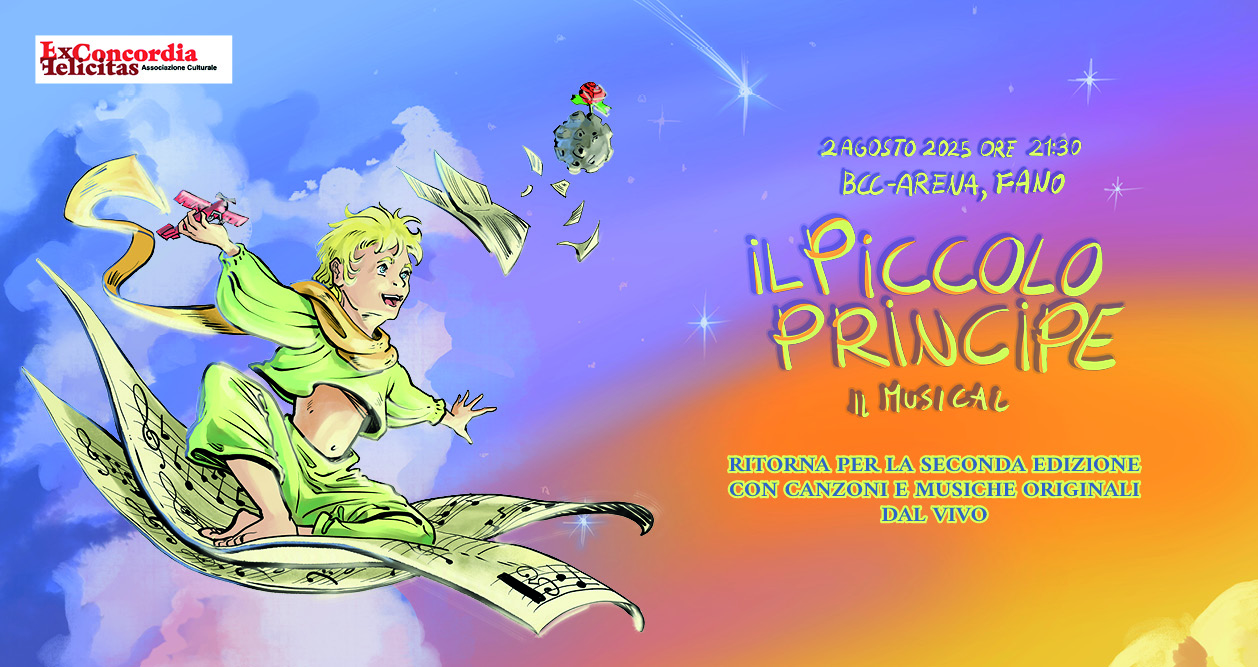 Ex Concordia
Felicitas Associazione Culturale
2 AGOSTO 2025 ORE 21:30
BCC-ARENA, FANO
iL PiCCOLO
PRiNCiPE
IL MUSICAL
RITORNA PER LA SECONDA EDIZIONE
CON CANZONI E MUSICHE ORIGINALI
DAL VIVO